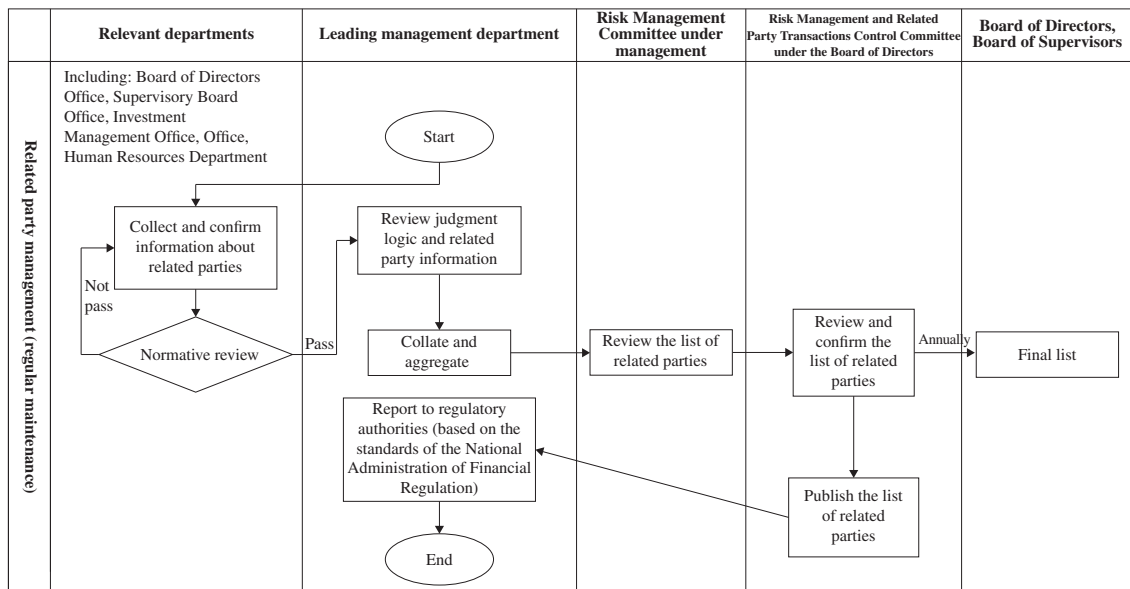 Relevant departments
Leading management department
Risk Management
Committee under
management
Risk Management and Related
Party Transactions Control Committee
under the Board of Directors
Board of Directors,
Board of Supervisors
Related party management (regular maintenance)
Including: Board of Directors
Office, Supervisory Board
Office, Investment
Management Office, Office,
Human Resources Department
Start
Collect and confirm
information about
related parties
Review judgment
logic and related
party information
Not
pass
Normative review
Pass
Collate and
aggregate
Review the list of
related parties
Review and
confirm the
list of related
parties
Annually
Final list
Report to regulatory
authorities (based on the
standards of the National
Administration of Financial
Regulation)
Publish the list
of related
parties
End